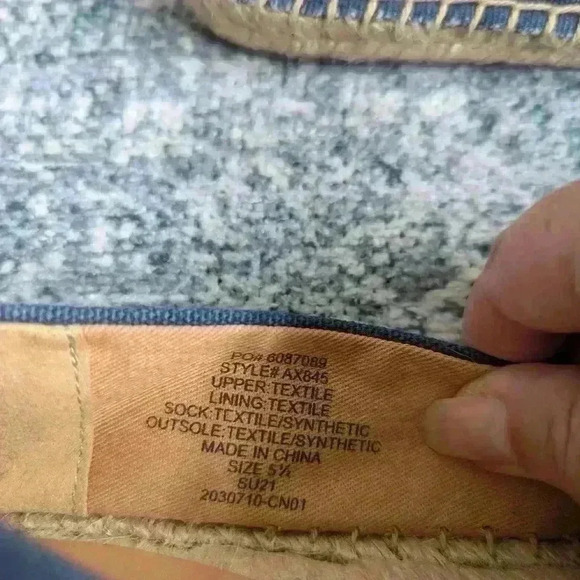 PO# 6087089
STYLE# AX845
UPPER:TEXTILE
LINING:TEXTILE
SOCK:TEXTILE/SYNTHETIC
OUTSOLE:TEXTILE/SYNTHETIC
MADE IN CHINA
SIZE 5½
SU21
2030710-CN01